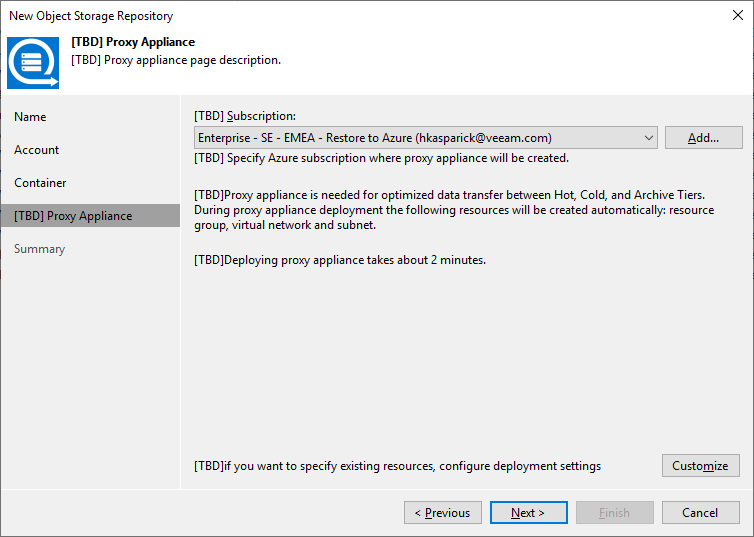 New Object Storage Repository
[TBD] Proxy Appliance
[TBD] Proxy appliance page description.
Name
Account
Container
[TBD] Proxy Appliance
Summary
[TBD] Subscription:
Enterprise - SE - EMEA - Restore to Azure (hkasparick@veeam.com)
Add...
[TBD] Specify Azure subscription where proxy appliance will be created.
[TBD]Proxy appliance is needed for optimized data transfer between Hot, Cold, and Archive Tiers.
During proxy appliance deployment the following resources will be created automatically: resource
group, virtual network and subnet.
[TBD]Deploying proxy appliance takes about 2 minutes.
[TBD]if you want to specify existing resources, configure deployment settings
Customize
< Previous
Next >
Finish
Cancel